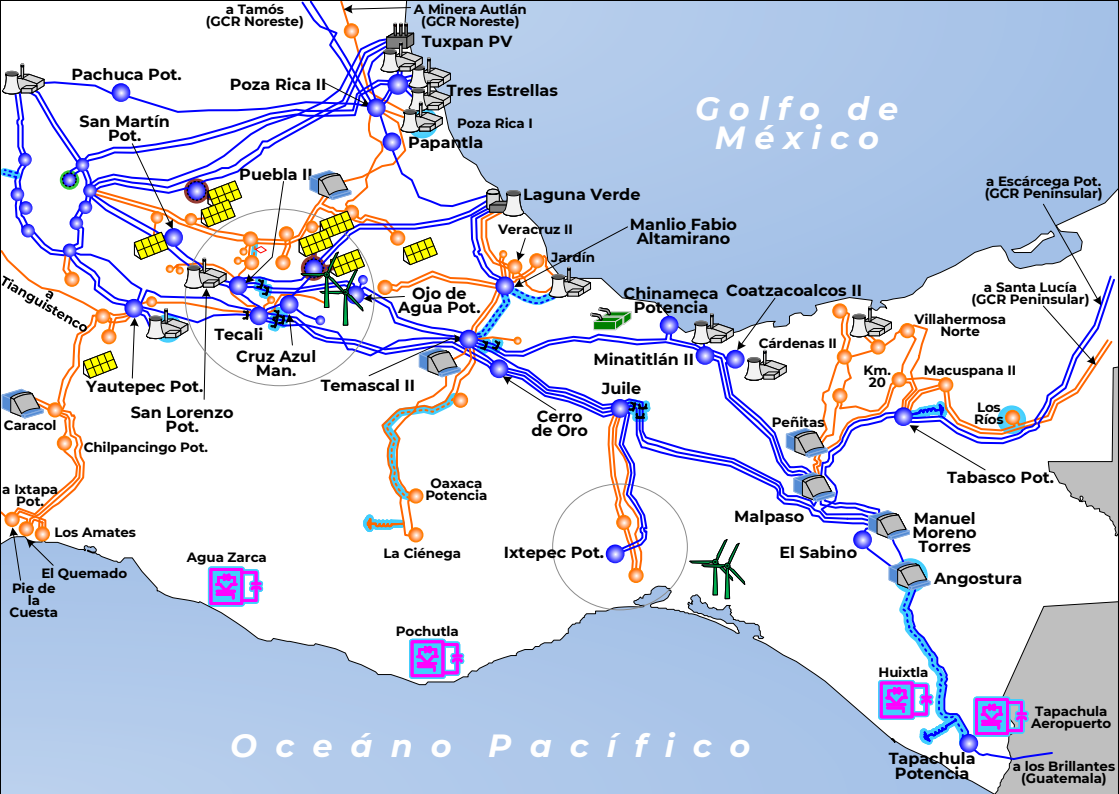 a Tamós
(GCR Noreste)
A Minera Autlán
(GCR Noreste)
Tuxpan PV
Pachuca Pot.
Poza Rica II
Tres Estrellas
San Martín
Pot.
Poza Rica I
Papantla
Golfo de
México
Puebla II
Laguna Verde
a Escárcega Pot.
(GCR Peninsular)
Veracruz II
Manlio Fabio
Altamirano
Jardín
a
Tianguistenco
Ojo de
Agua Pot.
Chinameca
Potencia
Coatzacoalcos II
a Santa Lucía
(GCR Peninsular)
Villahermosa
Norte
Tecali
Cruz Azul
Man.
Cárdenas II
Minatitlán II
Km.
20
Macuspana II
Yautepec Pot.
Temascal II
Juile
San Lorenzo
Pot.
Cerro
de Oro
Los
Ríos
Caracol
Peñitas
Chilpancingo Pot.
Tabasco Pot.
a Ixtapa
Pot.
Oaxaca
Potencia
Malpaso
Manuel
Moreno
Torres
Los Amates
La Ciénega
Ixtepec Pot.
El Sabino
Agua Zarca
El Quemado
Angostura
Pie de
la
Cuesta
Pochutla
Huixtla
Tapachula
Aeropuerto
Oceáno Pacífico
Tapachula
Potencia
a los Brillantes
(Guatemala)